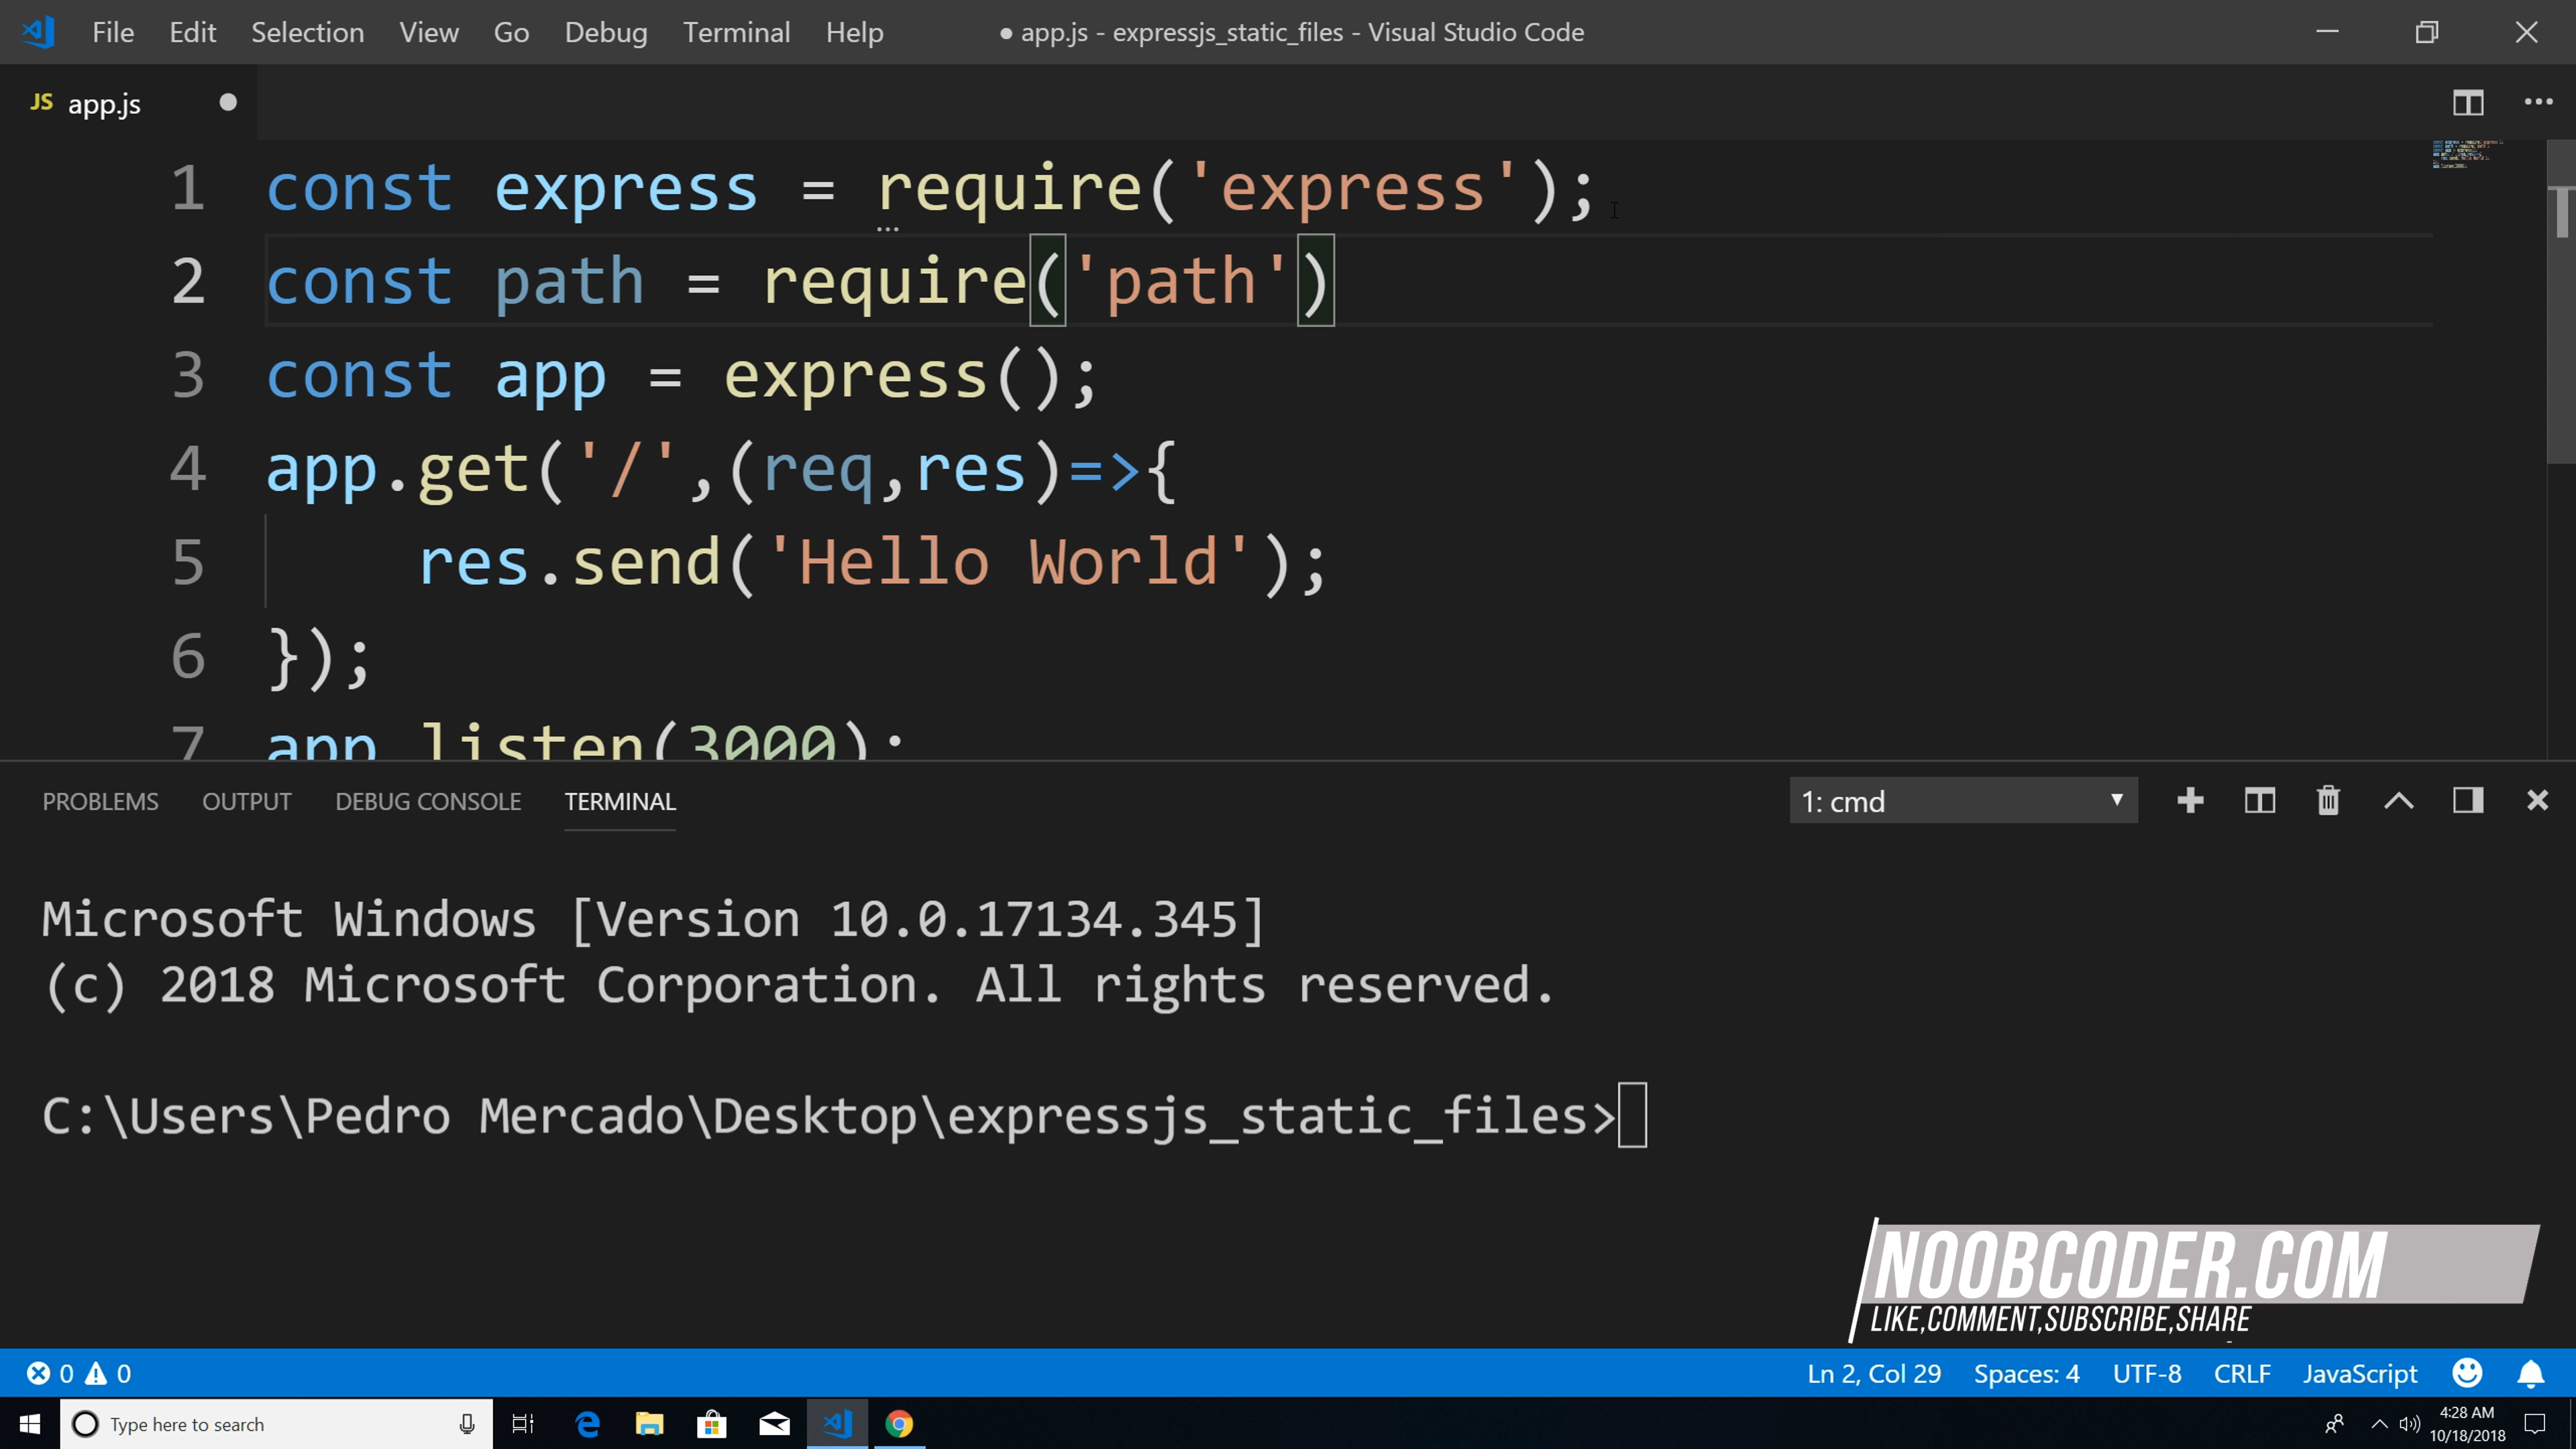 File Edit Selection View Go Debug Terminal Help ● app.js - expressjs_static_files - Visual Studio Code
JS app.js ●
1 const express = require('express');
2 const path = require('path')
3 const app = express();
4 app.get('/',(req,res)=>{
5 res.send('Hello World');
6 });
7 app.listen(3000);
PROBLEMS OUTPUT DEBUG CONSOLE TERMINAL 1: cmd
Microsoft Windows [Version 10.0.17134.345]
(c) 2018 Microsoft Corporation. All rights reserved.
C:\Users\Pedro Mercado\Desktop\expressjs_static_files>
NOOBCODER.COM
LIKE,COMMENT,SUBSCRIBE,SHARE
0 0 Ln 2, Col 29 Spaces: 4 UTF-8 CRLF JavaScript
Type here to search 4:28 AM
10/18/2018